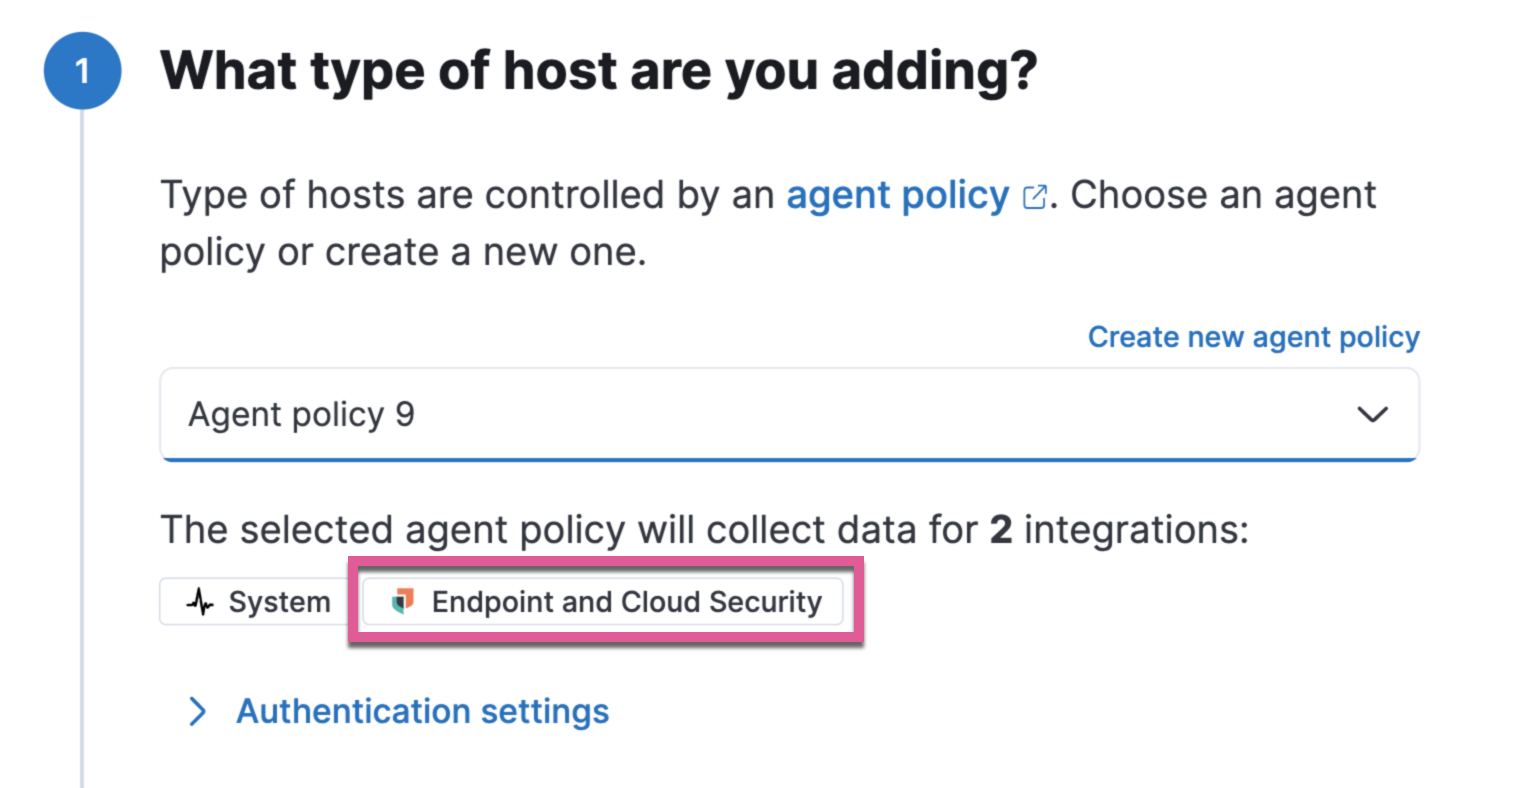 1
What type of host are you adding?
Type of hosts are controlled by an agent policy. Choose an agent
policy or create a new one.
Create new agent policy
Agent policy 9
The selected agent policy will collect data for 2 integrations:
System
Endpoint and Cloud Security
Authentication settings